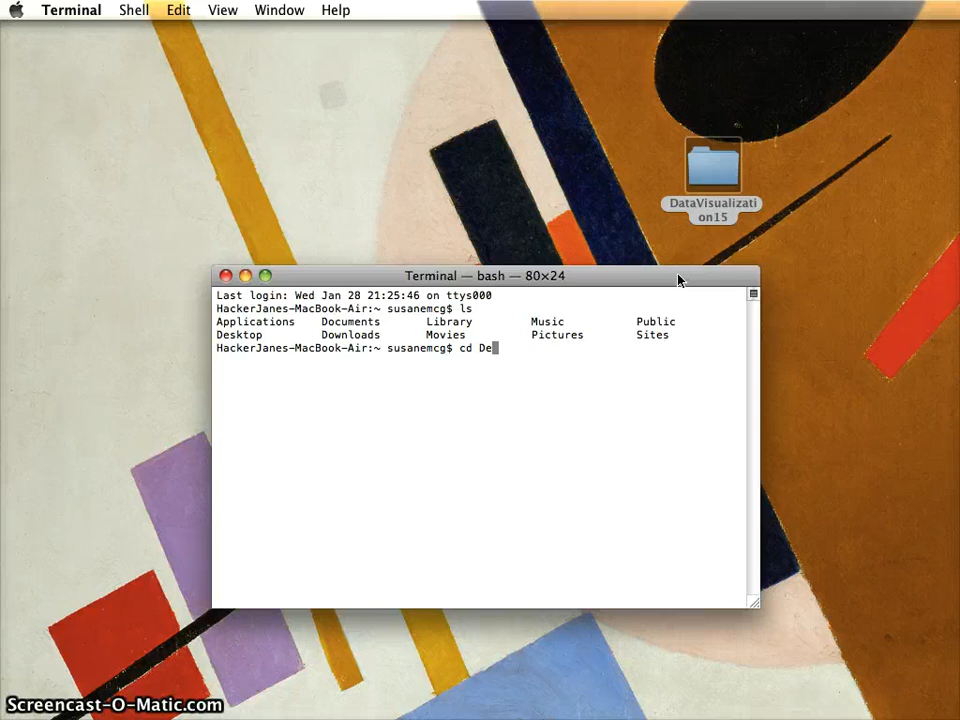 Terminal Shell Edit View Window Help
DataVisualizati
on15
Terminal — bash — 80×24
Last login: Wed Jan 28 21:25:46 on ttys000
HackerJanes-MacBook-Air:~ susanemcg$ ls
Applications Documents Library Music Public
Desktop Downloads Movies Pictures Sites
HackerJanes-MacBook-Air:~ susanemcg$ cd De
Screencast-O-Matic.com